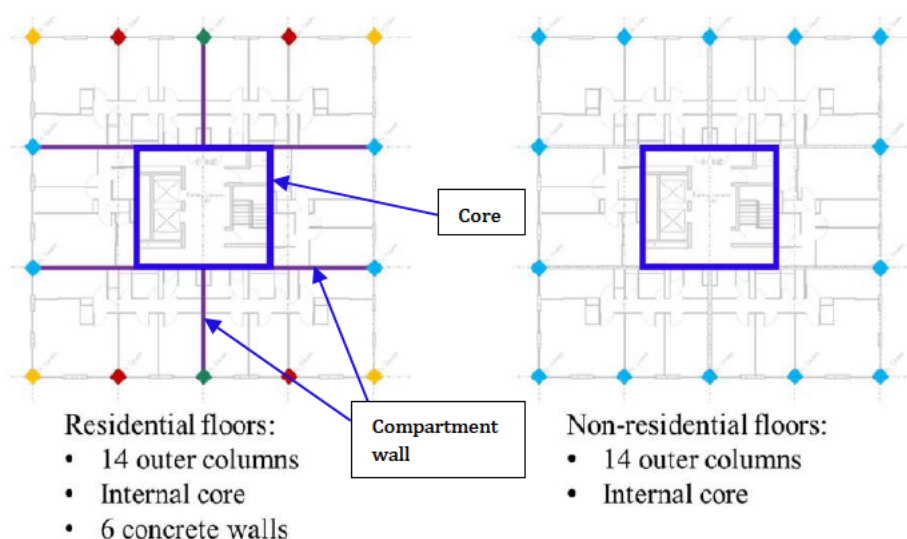 Core
Compartment
wall
Residential floors:
• 14 outer columns
• Internal core
• 6 concrete walls
Non-residential floors:
• 14 outer columns
• Internal core